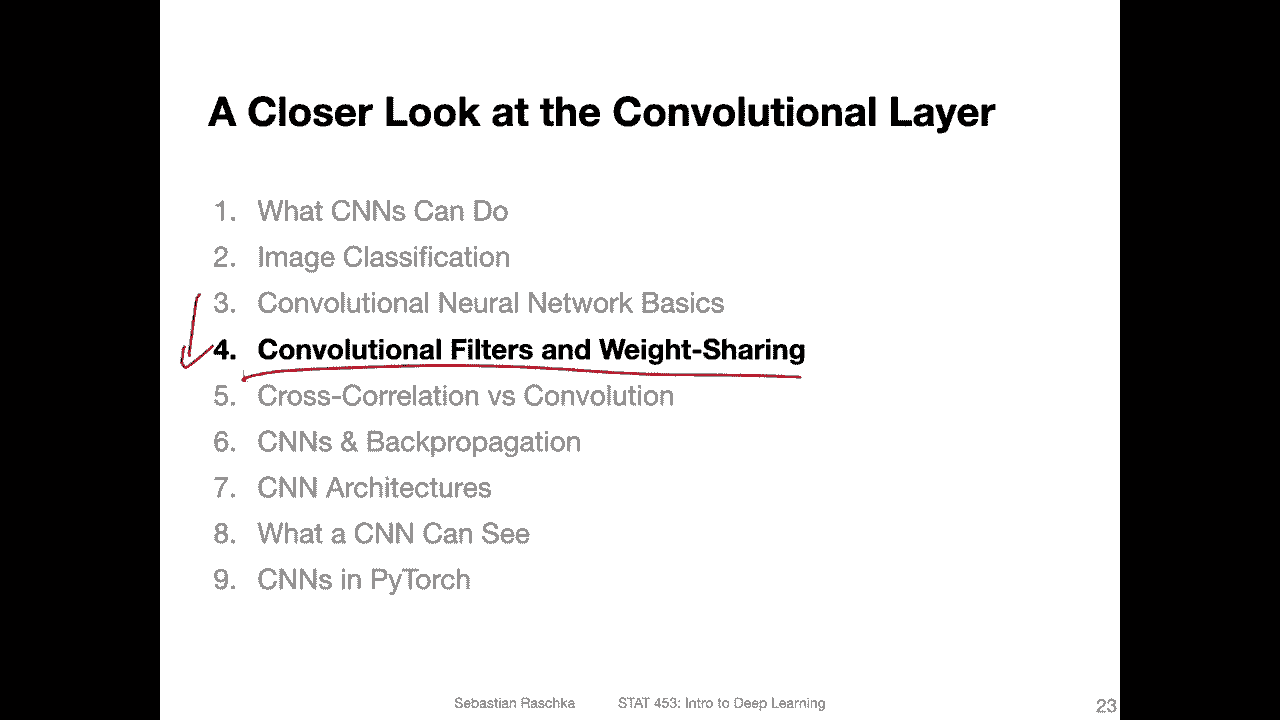 A Closer Look at the Convolutional Layer
1. What CNNs Can Do
2. Image Classification
3. Convolutional Neural Network Basics
4. Convolutional Filters and Weight-Sharing
5. Cross-Correlation vs Convolution
6. CNNs & Backpropagation
7. CNN Architectures
8. What a CNN Can See
9. CNNs in PyTorch
Sebastian Raschka STAT 453: Intro to Deep Learning 23